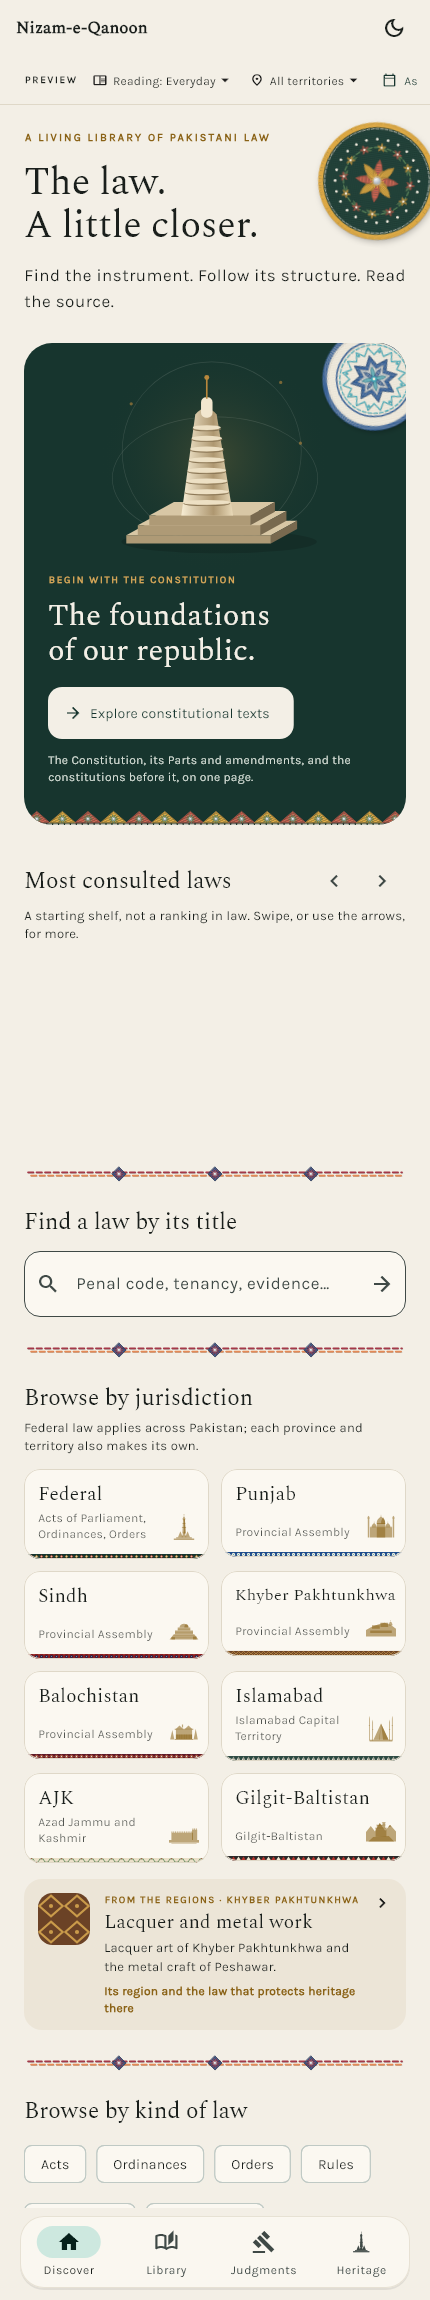 Nizam-e-Qanoon
PREVIEW Reading: Everyday All territories As
A LIVING LIBRARY OF PAKISTANI LAW
The law.
A little closer.
Find the instrument. Follow its structure. Read
the source.
BEGIN WITH THE CONSTITUTION
The foundations
of our republic.
Explore constitutional texts
The Constitution, its Parts and amendments, and the
constitutions before it, on one page.
Most consulted laws
A starting shelf, not a ranking in law. Swipe, or use the arrows,
for more.
Find a law by its title
Penal code, tenancy, evidence...
Browse by jurisdiction
Federal law applies across Pakistan; each province and
territory also makes its own.
Federal
Acts of Parliament,
Ordinances, Orders
Punjab
Provincial Assembly
Sindh
Provincial Assembly
Khyber Pakhtunkhwa
Provincial Assembly
Balochistan
Provincial Assembly
Islamabad
Islamabad Capital
Territory
AJK
Azad Jammu and
Kashmir
Gilgit-Baltistan
Gilgit-Baltistan
FROM THE REGIONS · KHYBER PAKHTUNKHWA
Lacquer and metal work
Lacquer art of Khyber Pakhtunkhwa and
the metal craft of Peshawar.
Its region and the law that protects heritage
there
Browse by kind of law
Acts Ordinances Orders Rules
Discover Library Judgments Heritage